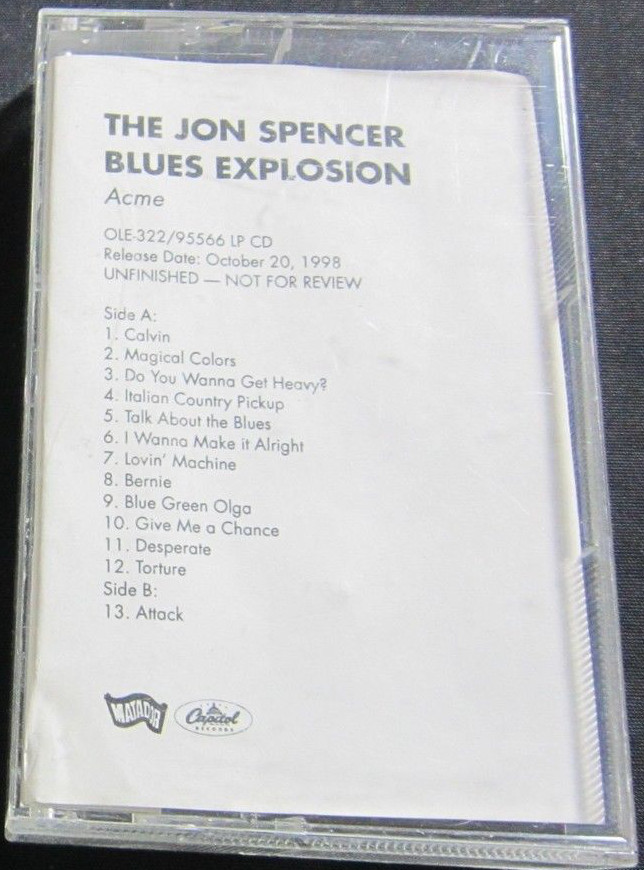 THE JON SPENCER
BLUES EXPLOSION
Acme
OLE-322/95566 LP CD
Release Date: October 20, 1998
UNFINISHED — NOT FOR REVIEW
Side A:
1. Calvin
2. Magical Colors
3. Do You Wanna Get Heavy?
4. Italian Country Pickup
5. Talk About the Blues
6. I Wanna Make it Alright
7. Lovin' Machine
8. Bernie
9. Blue Green Olga
10. Give Me a Chance
11. Desperate
12. Torture
Side B:
13. Attack
MATADOR
Capitol
RECORDS